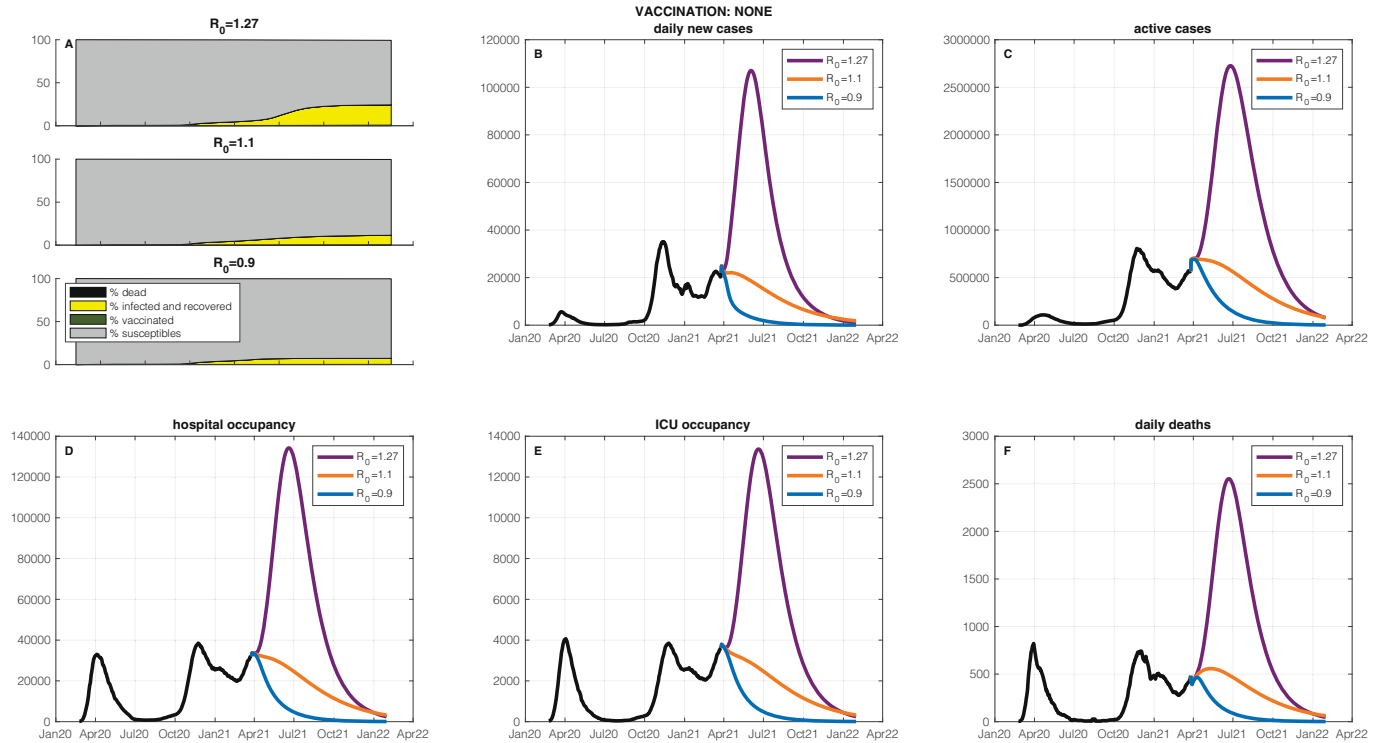 VACCINATION: NONE
R0=1.27
A
100
50
0
R0=1.1
100
50
0
R0=0.9
100
50
0
% dead
% infected and recovered
% vaccinated
% susceptibles
daily new cases
B
120000
100000
80000
60000
40000
20000
0
R0=1.27
R0=1.1
R0=0.9
Jan20 Apr20 Jul20 Oct20 Jan21 Apr21 Jul21 Oct21 Jan22 Apr22
active cases
C
3000000
2500000
2000000
1500000
1000000
500000
0
R0=1.27
R0=1.1
R0=0.9
Jan20 Apr20 Jul20 Oct20 Jan21 Apr21 Jul21 Oct21 Jan22 Apr22
hospital occupancy
D
140000
120000
100000
80000
60000
40000
20000
0
R0=1.27
R0=1.1
R0=0.9
Jan20 Apr20 Jul20 Oct20 Jan21 Apr21 Jul21 Oct21 Jan22 Apr22
ICU occupancy
E
14000
12000
10000
8000
6000
4000
2000
0
R0=1.27
R0=1.1
R0=0.9
Jan20 Apr20 Jul20 Oct20 Jan21 Apr21 Jul21 Oct21 Jan22 Apr22
daily deaths
F
3000
2500
2000
1500
1000
500
0
R0=1.27
R0=1.1
R0=0.9
Jan20 Apr20 Jul20 Oct20 Jan21 Apr21 Jul21 Oct21 Jan22 Apr22